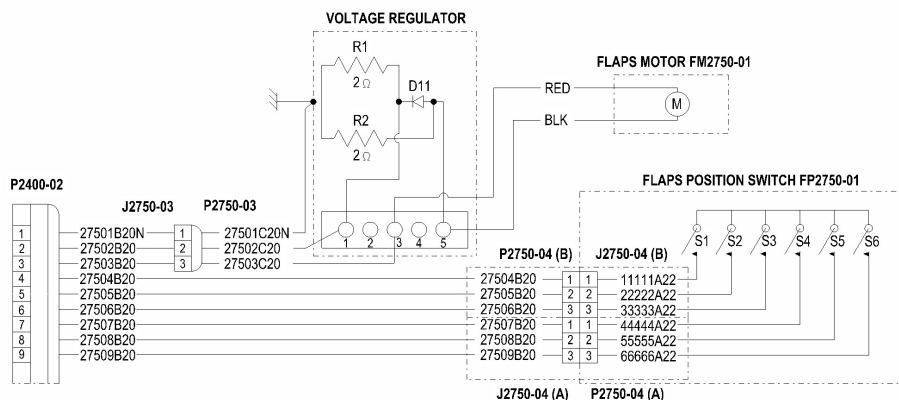 VOLTAGE REGULATOR
R1
2 Ω
D11
R2
2 Ω
FLAPS MOTOR FM2750-01
RED
M
BLK
P2400-02
J2750-03
P2750-03
FLAPS POSITION SWITCH FP2750-01
1 27501B20N 1 27501C20N
2 27502B20 2 27502C20
3 27503B20 3 27503C20
1 2 3 4 5
S1 S2 S3 S4 S5 S6
P2750-04 (B) J2750-04 (B)
4 27504B20 27504B20 1 1 11111A22
5 27505B20 27505B20 2 2 22222A22
6 27506B20 27506B20 3 3 33333A22
7 27507B20 27507B20 1 1 44444A22
8 27508B20 27508B20 2 2 55555A22
9 27509B20 27509B20 3 3 66666A22
J2750-04 (A) P2750-04 (A)